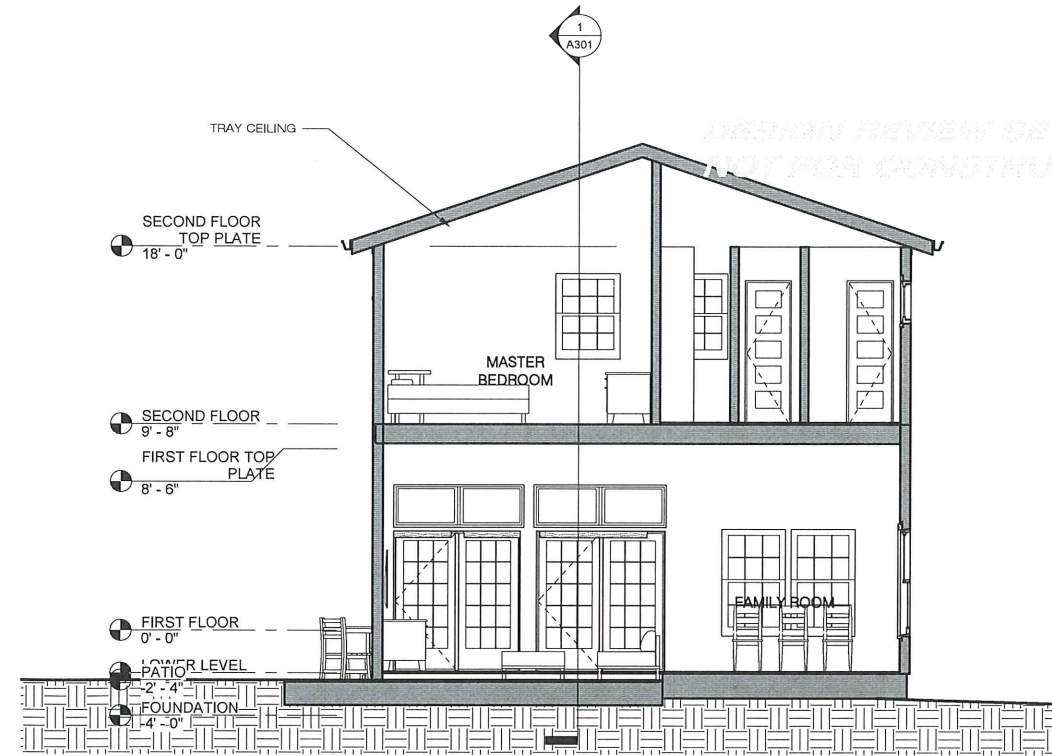 1
A301
TRAY CEILING
DESIGN REVIEW SE
NOT FOR CONSTRU
SECOND FLOOR
TOP PLATE
18' - 0"
MASTER
BEDROOM
SECOND FLOOR
9' - 8"
FIRST FLOOR TOP
PLATE
8' - 6"
FAMILY ROOM
FIRST FLOOR
0' - 0"
LOWER LEVEL
PATIO
-2' - 4"
FOUNDATION
-4' - 0"